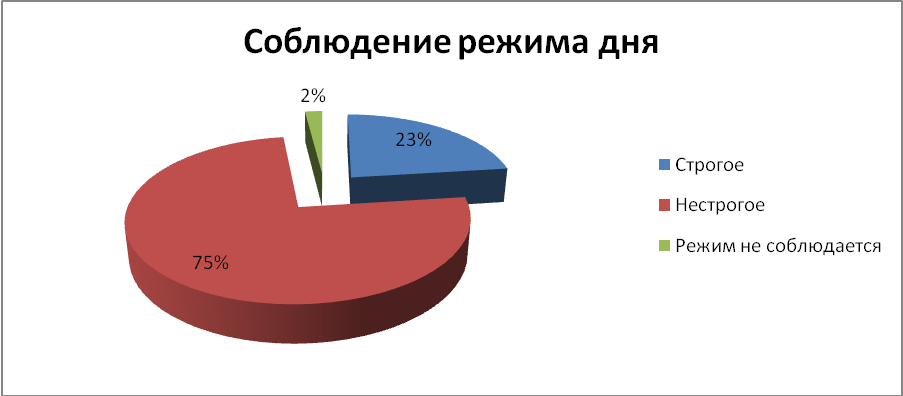 Соблюдение режима дня
2%
23%
75%
Строгое
Нестрогое
Режим не соблюдается